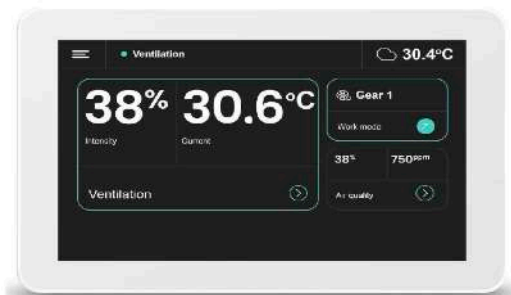 Ventilation
30.4°C
38% 30.6°C
Intensity Current
Ventilation
Gear 1
Work mode
38% 750ppm
Air quality